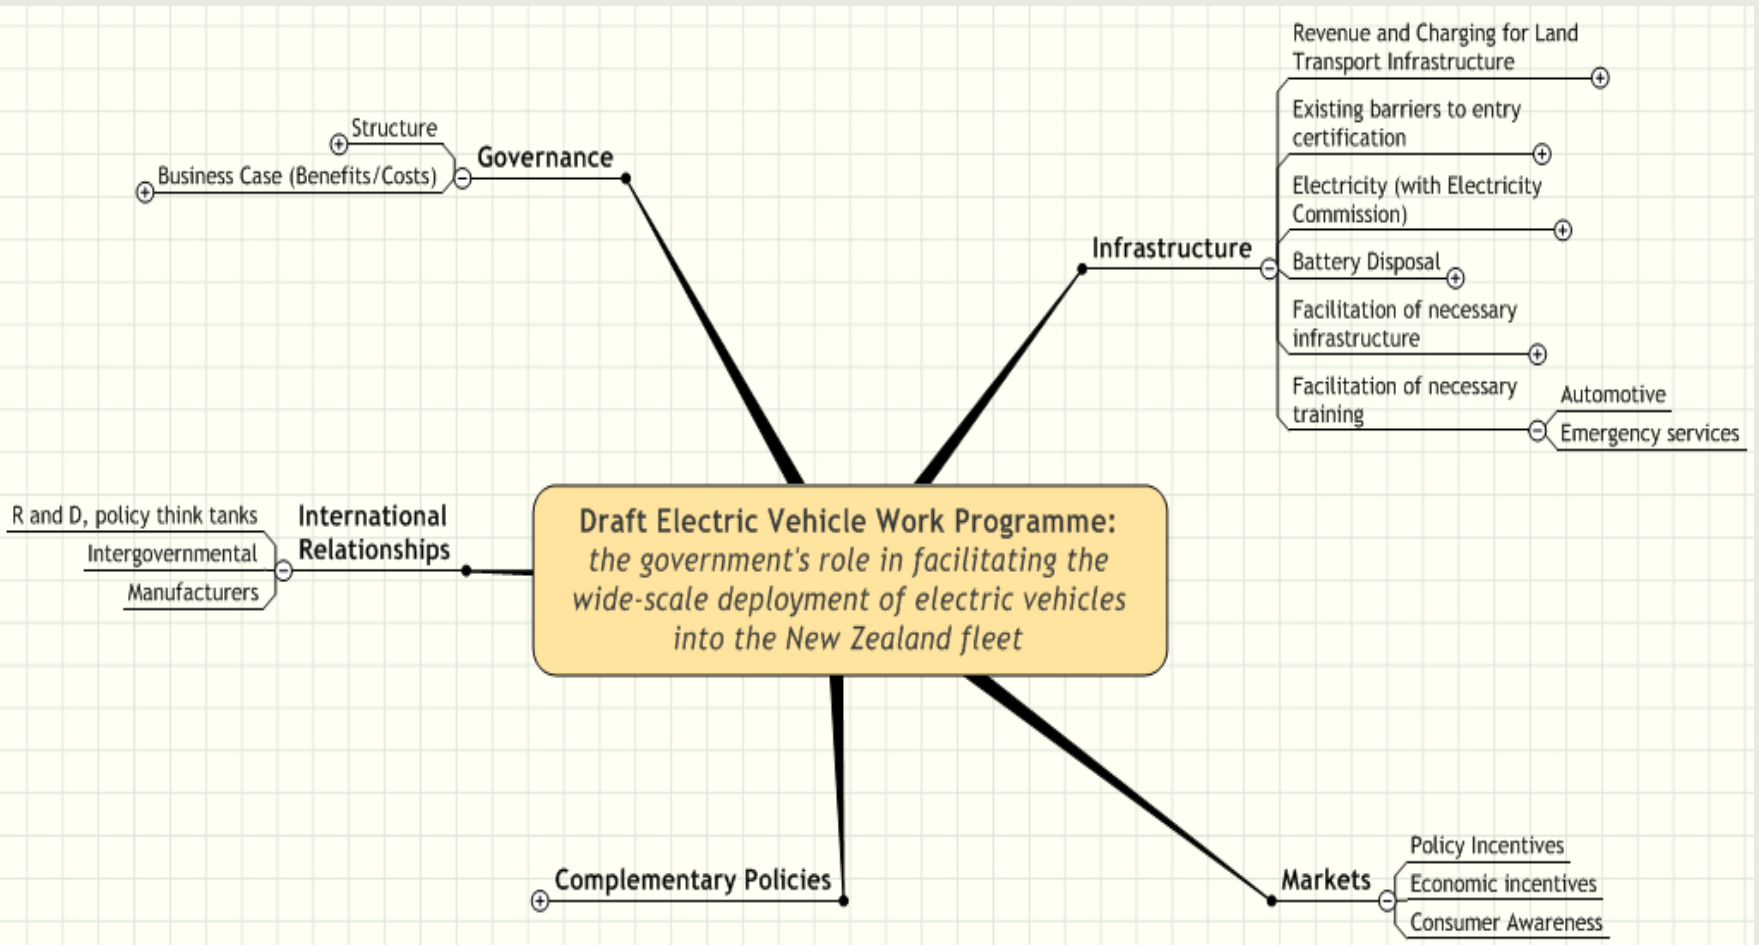 Revenue and Charging for Land
Transport Infrastructure
Existing barriers to entry
certification
Electricity (with Electricity
Commission)
Battery Disposal
Facilitation of necessary
infrastructure
Facilitation of necessary
training
Automotive
Emergency services
Infrastructure
Structure
Business Case (Benefits/Costs)
Governance
Draft Electric Vehicle Work Programme:
the government's role in facilitating the
wide-scale deployment of electric vehicles
into the New Zealand fleet
R and D, policy think tanks
Intergovernmental
Manufacturers
International
Relationships
Complementary Policies
Markets
Policy Incentives
Economic incentives
Consumer Awareness